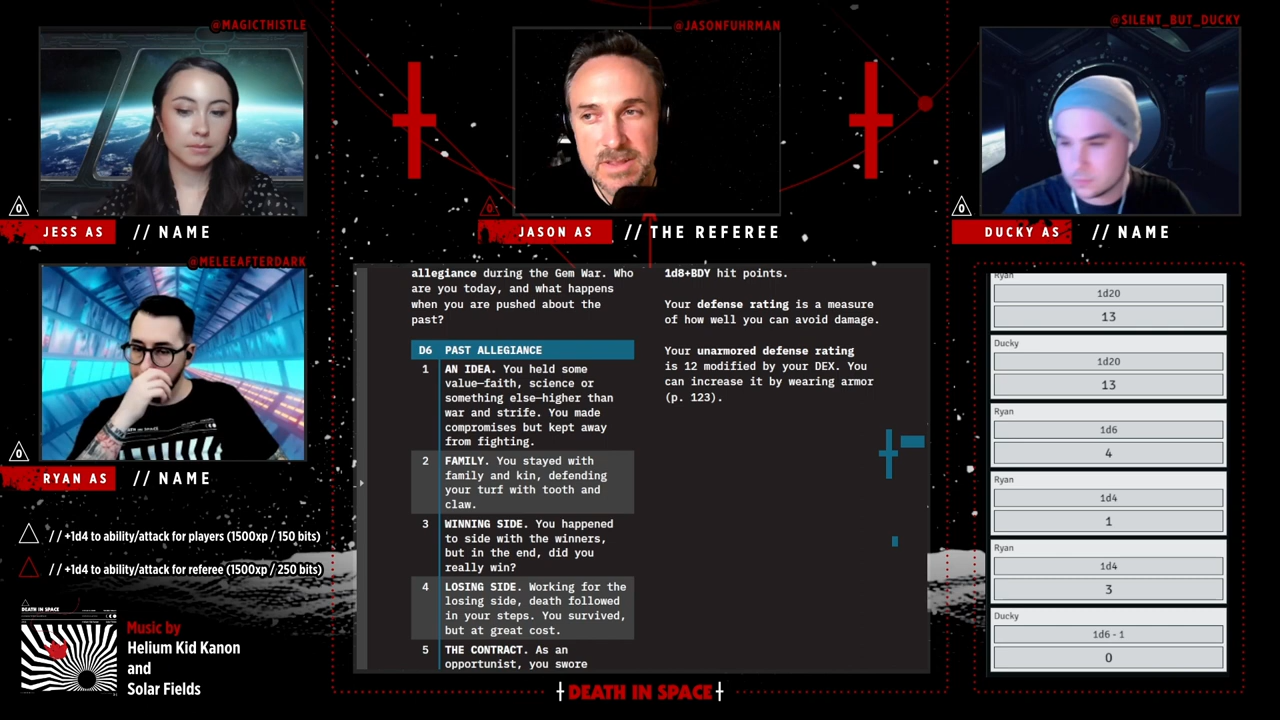 @MAGICTHISTLE
@JASONFUHRMAN
@SILENT_BUT_DUCKY
0
0
0
JESS AS // NAME
JASON AS // THE REFEREE
DUCKY AS // NAME
@MELEEAFTERDARK
0
RYAN AS // NAME
// +1d4 to ability/attack for players (1500xp / 150 bits)
// +1d4 to ability/attack for referee (1500xp / 250 bits)
DEATH IN SPACE
Music by
Helium Kid Kanon
and
Solar Fields
allegiance during the Gem War. Who
are you today, and what happens
when you are pushed about the
past?
D6 PAST ALLEGIANCE
1 AN IDEA. You held some
value—faith, science or
something else—higher than
war and strife. You made
compromises but kept away
from fighting.
2 FAMILY. You stayed with
family and kin, defending
your turf with tooth and
claw.
3 WINNING SIDE. You happened
to side with the winners,
but in the end, did you
really win?
4 LOSING SIDE. Working for the
losing side, death followed
in your steps. You survived,
but at great cost.
5 THE CONTRACT. As an
opportunist, you swore
1d8+BDY hit points.
Your defense rating is a measure
of how well you can avoid damage.
Your unarmored defense rating
is 12 modified by your DEX. You
can increase it by wearing armor
(p. 123).
Ryan
1d20
13
Ducky
1d20
13
Ryan
1d6
4
Ryan
1d4
1
Ryan
1d4
3
Ducky
1d6 - 1
0
DEATH IN SPACE